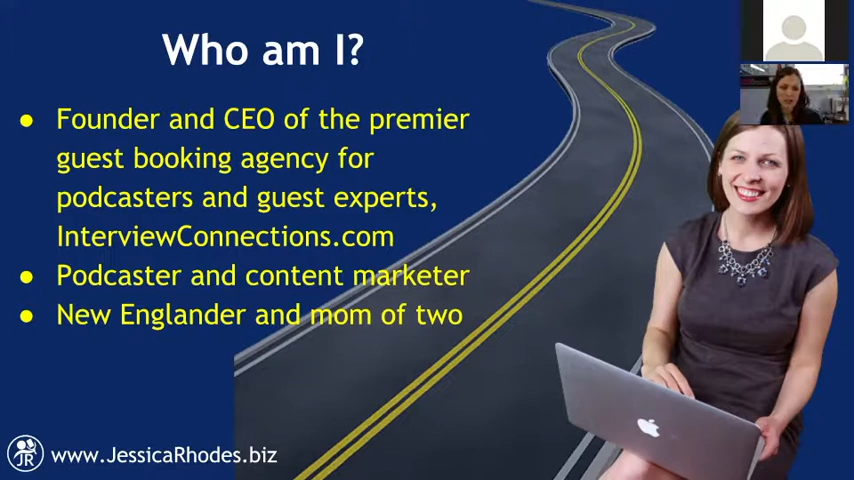 Who am I?
● Founder and CEO of the premier
guest booking agency for
podcasters and guest experts,
InterviewConnections.com
● Podcaster and content marketer
● New Englander and mom of two
JR www.JessicaRhodes.biz